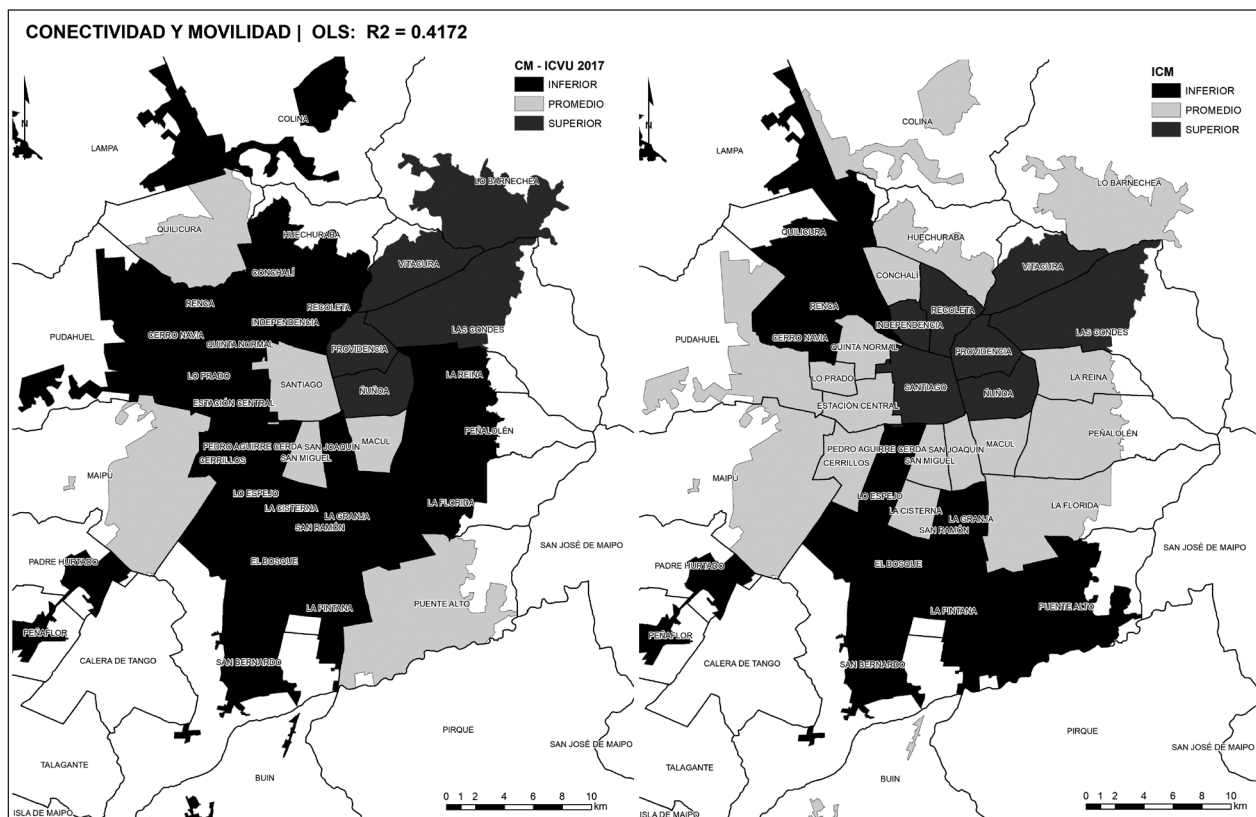 CONECTIVIDAD Y MOVILIDAD | OLS: R2 = 0.4172
CM - ICVU 2017
INFERIOR
PROMEDIO
SUPERIOR
N
COLINA
LAMPA
LO BARNECHEA
QUILICURA
HUECHURABA
VITACURA
CONCHALÍ
RENCA
RECOLETA
INDEPENDENCIA
LAS CONDES
CERRO NAVIA
PUDAHUEL
QUINTA NORMAL
PROVIDENCIA
LO PRADO
LA REINA
SANTIAGO
ÑUÑOA
ESTACIÓN CENTRAL
PEÑALOLÉN
PEDRO AGUIRRE CERDA
SAN JOAQUÍN
MACUL
CERRILLOS
SAN MIGUEL
MAIPÚ
LO ESPEJO
LA FLORIDA
LA CISTERNA
LA GRANJA
SAN RAMÓN
SAN JOSÉ DE MAIPO
PADRE HURTADO
EL BOSQUE
PUENTE ALTO
LA PINTANA
PEÑAFLOR
CALERA DE TANGO
SAN BERNARDO
PIRQUE
SAN JOSÉ DE MAIPO
TALAGANTE
BUIN
ISLA DE MAIPO
0 1 2 4 6 8 10
km
ICM
INFERIOR
PROMEDIO
SUPERIOR
N
COLINA
LAMPA
LO BARNECHEA
QUILICURA
HUECHURABA
VITACURA
CONCHALÍ
RENCA
RECOLETA
INDEPENDENCIA
LAS CONDES
CERRO NAVIA
PUDAHUEL
QUINTA NORMAL
PROVIDENCIA
LO PRADO
LA REINA
SANTIAGO
ÑUÑOA
ESTACIÓN CENTRAL
PEÑALOLÉN
PEDRO AGUIRRE CERDA
SAN JOAQUÍN
MACUL
CERRILLOS
SAN MIGUEL
MAIPÚ
LO ESPEJO
LA FLORIDA
LA CISTERNA
LA GRANJA
SAN RAMÓN
SAN JOSÉ DE MAIPO
PADRE HURTADO
EL BOSQUE
PUENTE ALTO
LA PINTANA
PEÑAFLOR
CALERA DE TANGO
SAN BERNARDO
PIRQUE
SAN JOSÉ DE MAIPO
TALAGANTE
BUIN
ISLA DE MAIPO
0 1 2 4 6 8 10
km